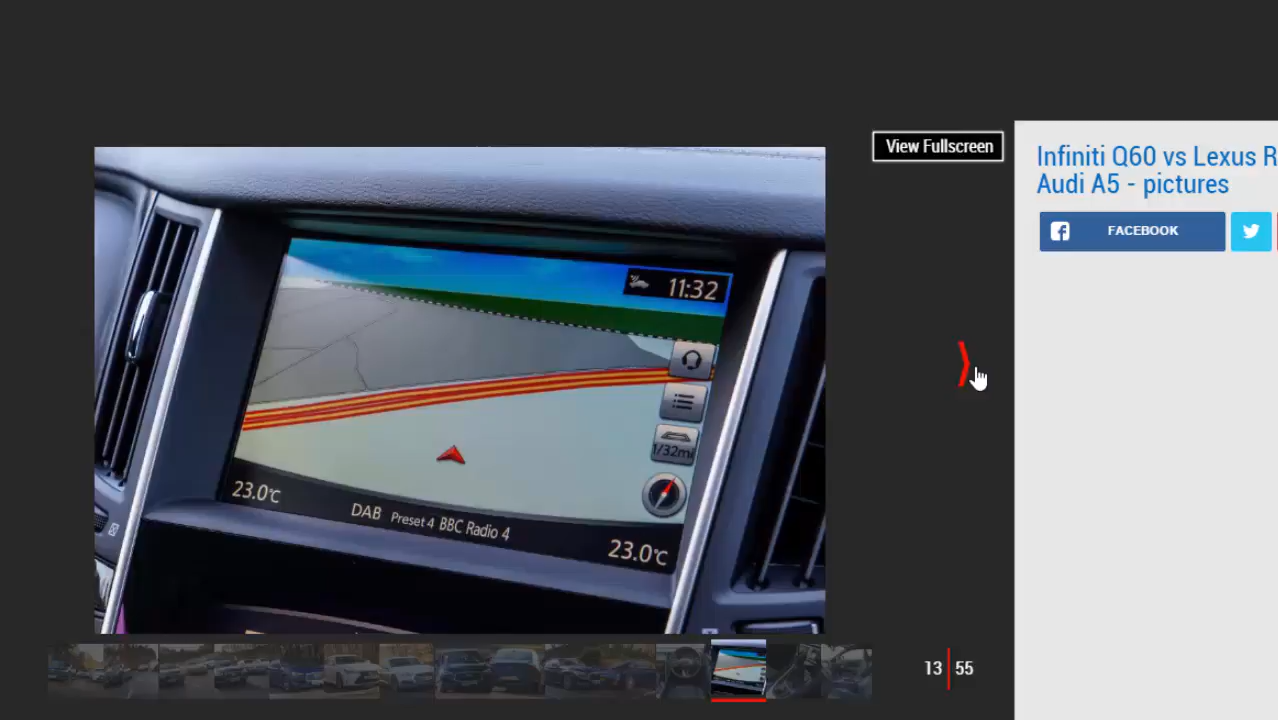 View Fullscreen
Infiniti Q60 vs Lexus R
Audi A5 - pictures
FACEBOOK
11:32
1/32mi
23.0°C
DAB Preset 4 BBC Radio 4
23.0°C
13 55